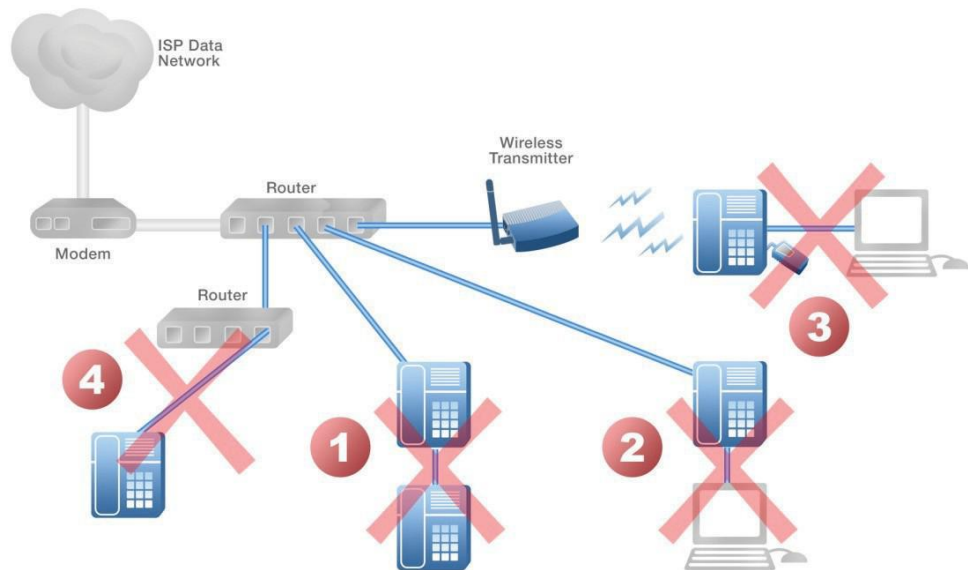 ISP Data
Network
Wireless
Transmitter
Router
Modem
Router
3
4
1
2